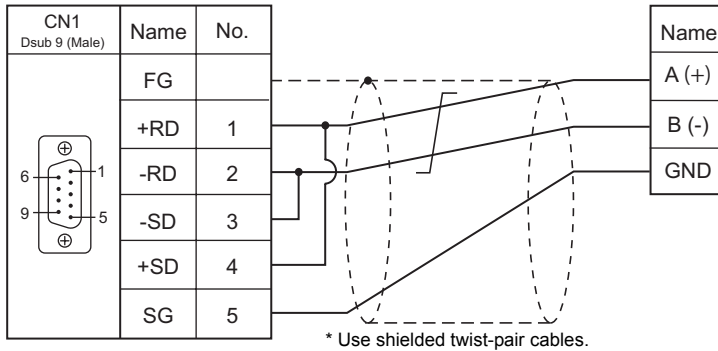 CN1
Dsub 9 (Male)
Name No.
FG
+RD 1
-RD 2
-SD 3
+SD 4
SG 5
1
6
9
5
Name
A (+)
B (-)
GND
* Use shielded twist-pair cables.